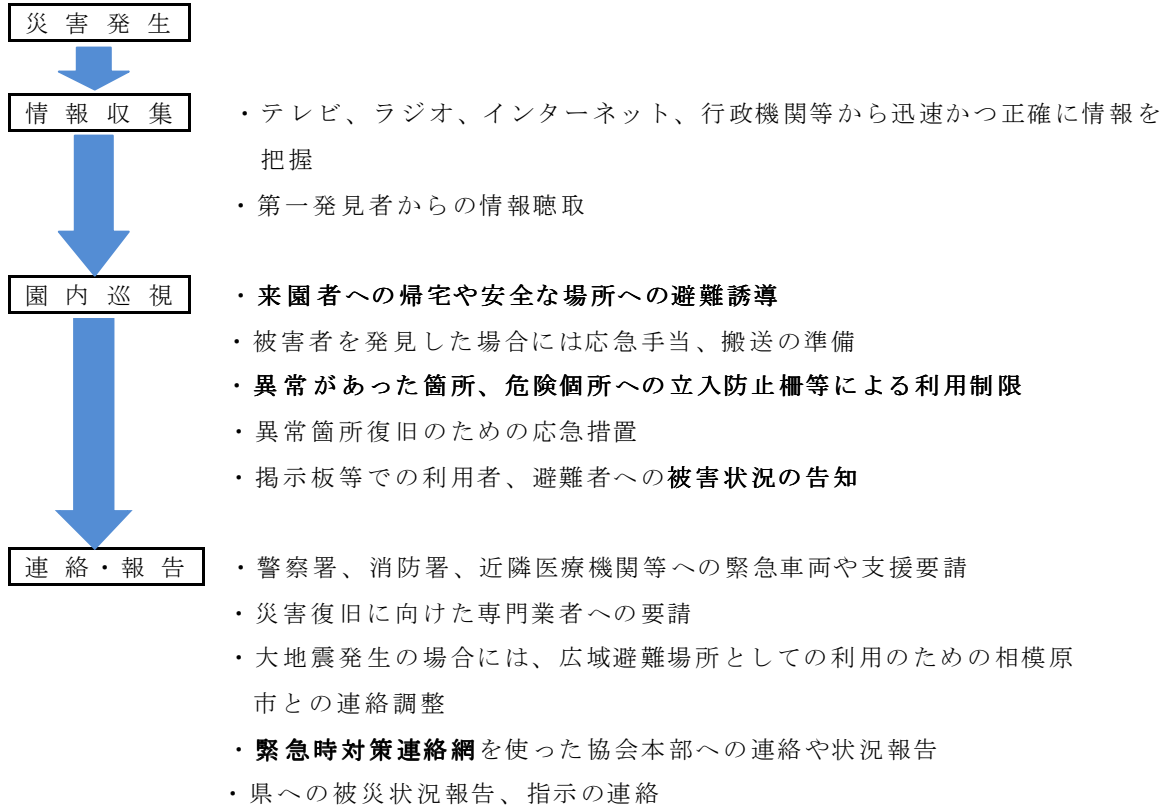 災害発生
情報収集
・テレビ、ラジオ、インターネット、行政機関等から迅速かつ正確に情報を
把握
・第一発見者からの情報聴取
園内巡視
・来園者への帰宅や安全な場所への避難誘導
・被害者を発見した場合には応急手当、搬送の準備
・異常があった箇所、危険個所への立入防止柵等による利用制限
・異常箇所復旧のための応急措置
・掲示板等での利用者、避難者への被害状況の告知
連絡・報告
・警察署、消防署、近隣医療機関等への緊急車両や支援要請
・災害復旧に向けた専門業者への要請
・大地震発生の場合には、広域避難場所としての利用のための相模原
市との連絡調整
・緊急時対策連絡網を使った協会本部への連絡や状況報告
・県への被災状況報告、指示の連絡